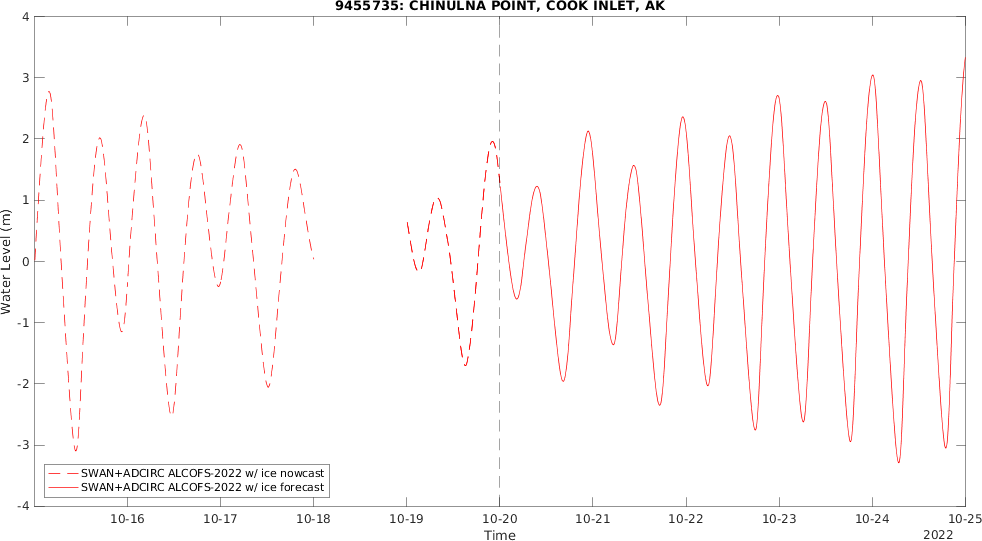 9455735: CHINULNA POINT, COOK INLET, AK
4
3
2
1
0
-1
-2
-3
-4
Water Level (m)
SWAN+ADCIRC ALCOFS-2022 w/ ice nowcast
SWAN+ADCIRC ALCOFS-2022 w/ ice forecast
10-16 10-17 10-18 10-19 10-20 10-21 10-22 10-23 10-24 10-25
Time
2022